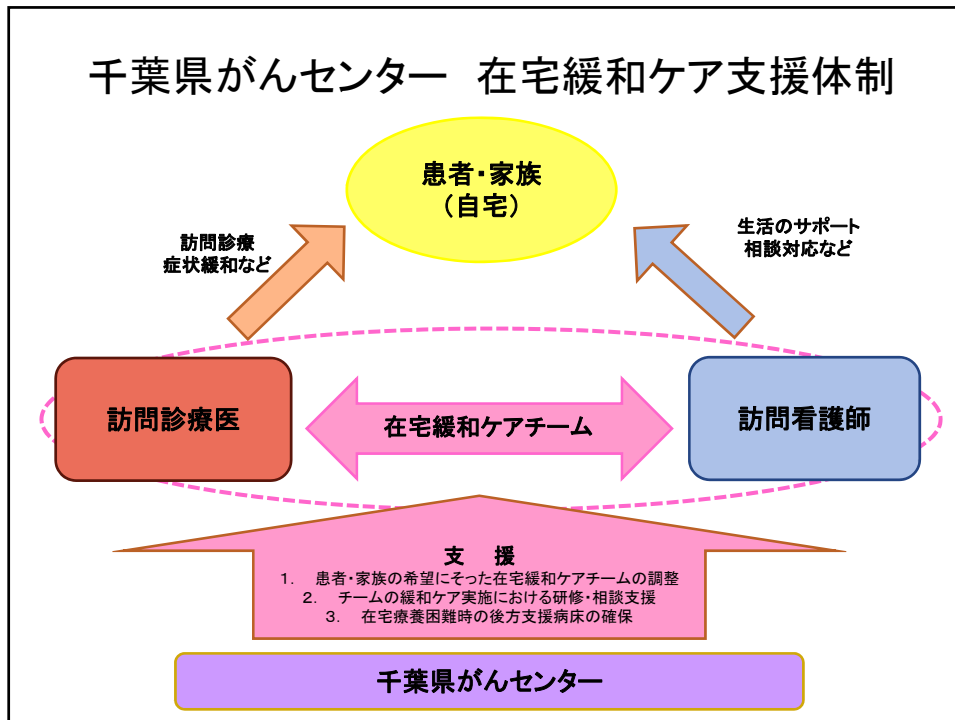 千葉県がんセンター　在宅緩和ケア支援体制
患者・家族
（自宅）
訪問診療
症状緩和など
生活のサポート
相談対応など
訪問診療医
在宅緩和ケアチーム
訪問看護師
支　援
1.　患者・家族の希望にそった在宅緩和ケアチームの調整
2.　チームの緩和ケア実施における研修・相談支援
3.　在宅療養困難時の後方支援病床の確保
千葉県がんセンター